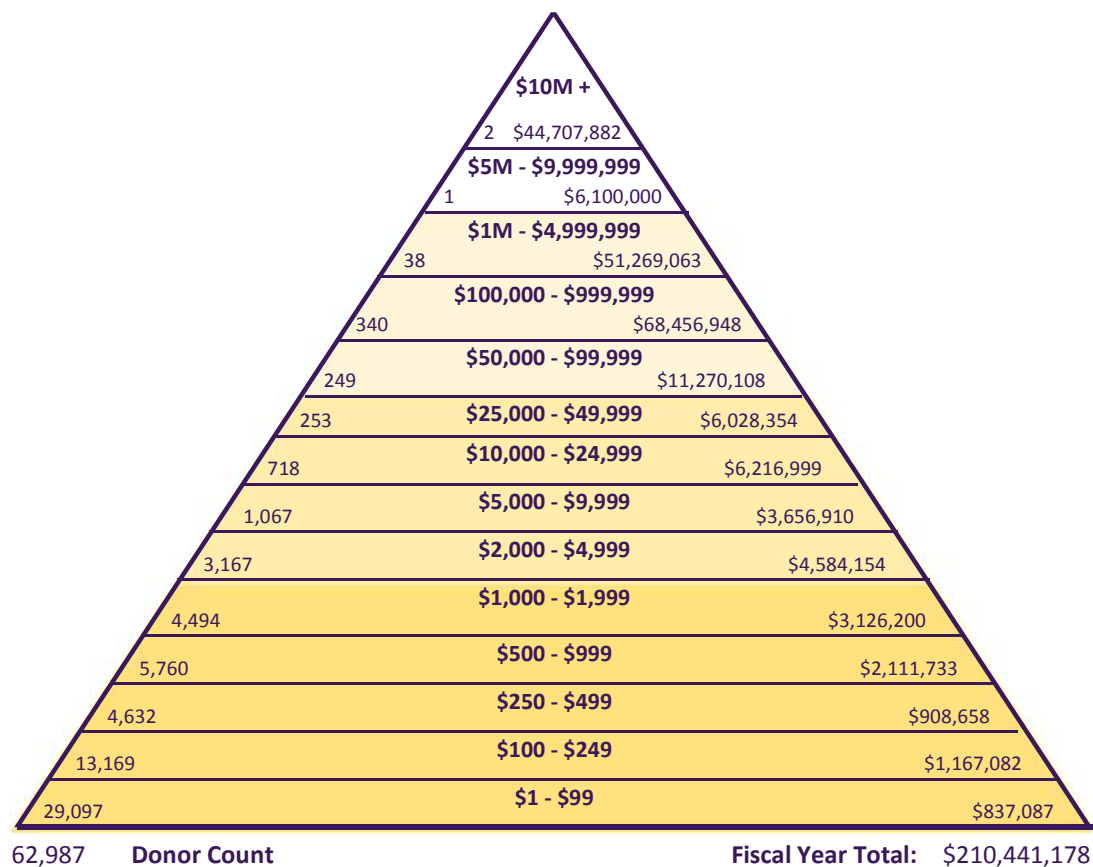 $10M +
2 $44,707,882
$5M - $9,999,999
1 $6,100,000
$1M - $4,999,999
38 $51,269,063
$100,000 - $999,999
340 $68,456,948
$50,000 - $99,999
249 $11,270,108
$25,000 - $49,999
253 $6,028,354
$10,000 - $24,999
718 $6,216,999
$5,000 - $9,999
1,067 $3,656,910
$2,000 - $4,999
3,167 $4,584,154
$1,000 - $1,999
4,494 $3,126,200
$500 - $999
5,760 $2,111,733
$250 - $499
4,632 $908,658
$100 - $249
13,169 $1,167,082
$1 - $99
29,097 $837,087
62,987 Donor Count Fiscal Year Total: $210,441,178